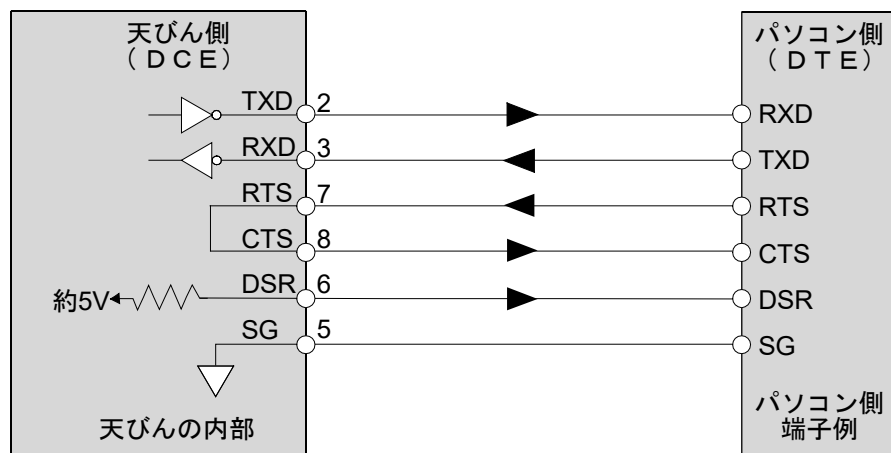 天びん側
(ＤＣＥ)
パソコン側
(ＤＴＥ)
TXD 2 RXD
RXD 3 TXD
RTS 7 RTS
CTS 8 CTS
約5V DSR 6 DSR
SG 5 SG
天びんの内部
パソコン側
端子例